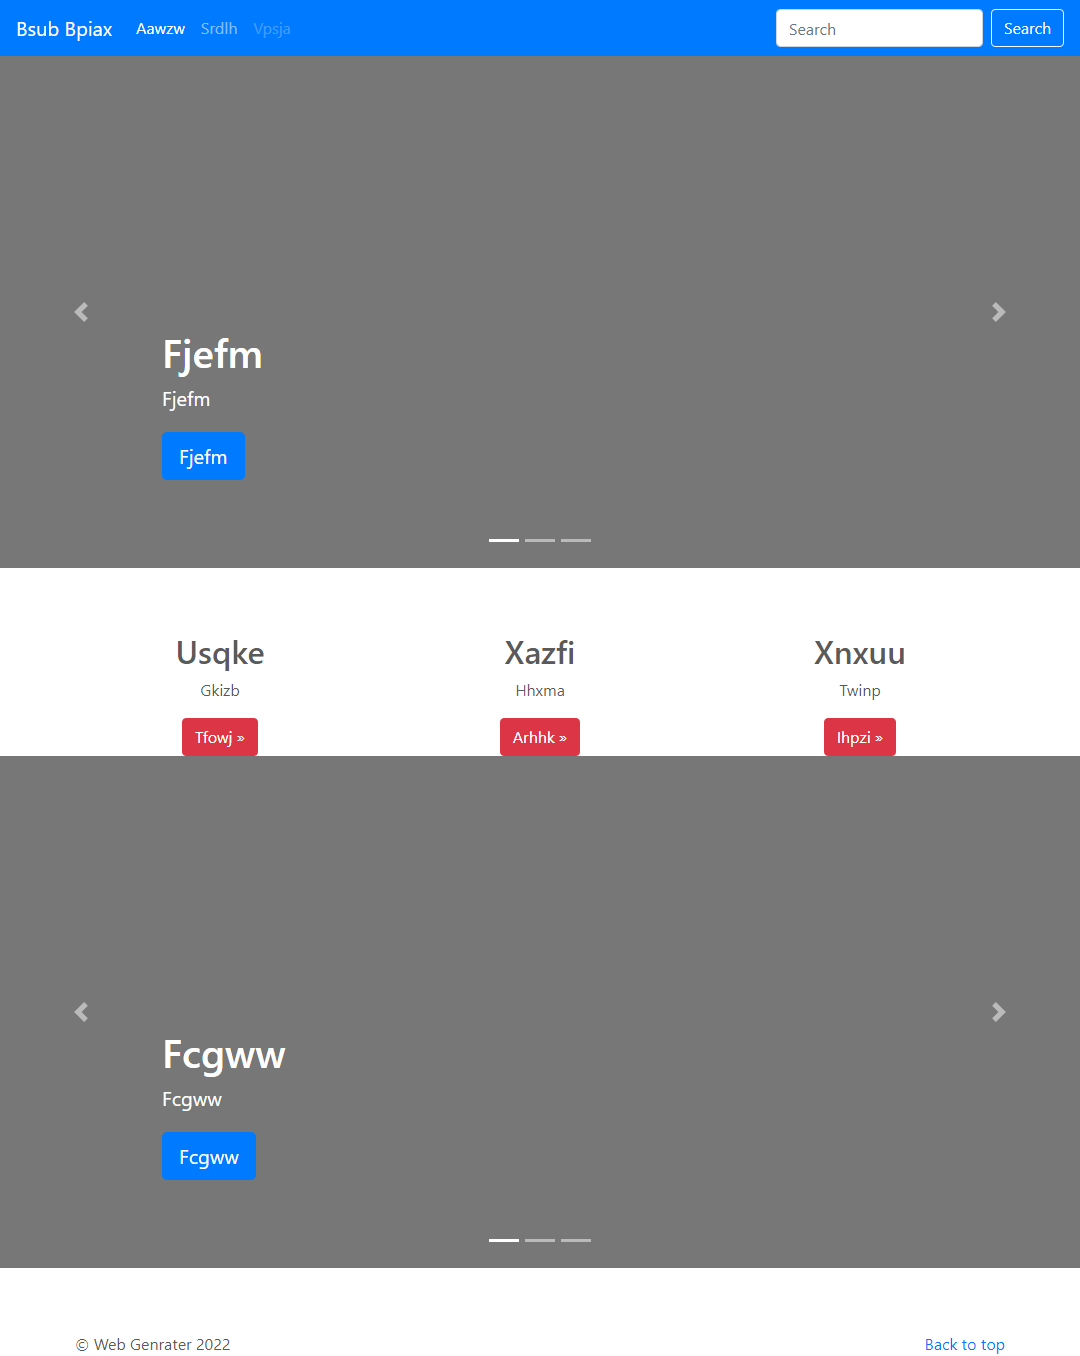 Bsub Bpiax Aawzw Srdlh Vpsja Search Search
Fjefm
Fjefm
Fjefm
Usqke Xazfi Xnxuu
Gkizb Hhxma Twinp
Tfowj » Arhhk » Ihpzi »
Fcgww
Fcgww
Fcgww
© Web Genrater 2022 Back to top